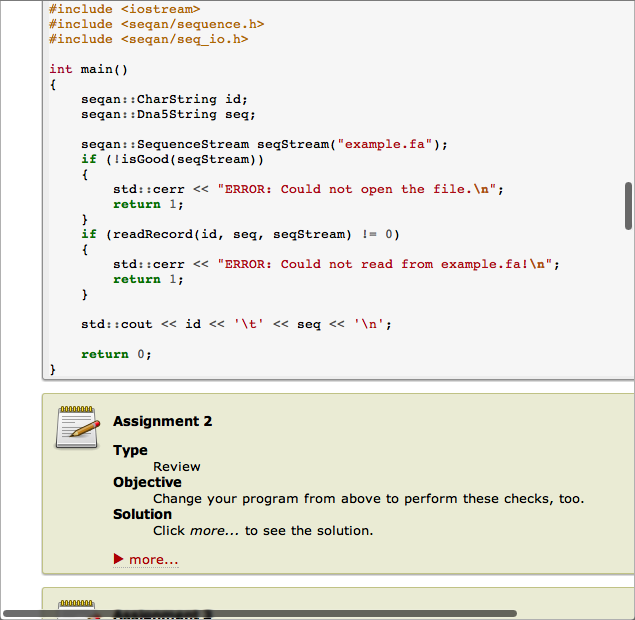 #include <iostream>
#include <seqan/sequence.h>
#include <seqan/seq_io.h>
int main()
{
    seqan::CharString id;
    seqan::Dna5String seq;
    seqan::SequenceStream seqStream("example.fa");
    if (!isGood(seqStream))
    {
        std::cerr << "ERROR: Could not open the file.\n";
        return 1;
    }
    if (readRecord(id, seq, seqStream) != 0)
    {
        std::cerr << "ERROR: Could not read from example.fa!\n";
        return 1;
    }
    std::cout << id << '\t' << seq << '\n';
    return 0;
}
Assignment 2
Type
Review
Objective
Change your program from above to perform these checks, too.
Solution
Click more... to see the solution.
more...
Assignment 3